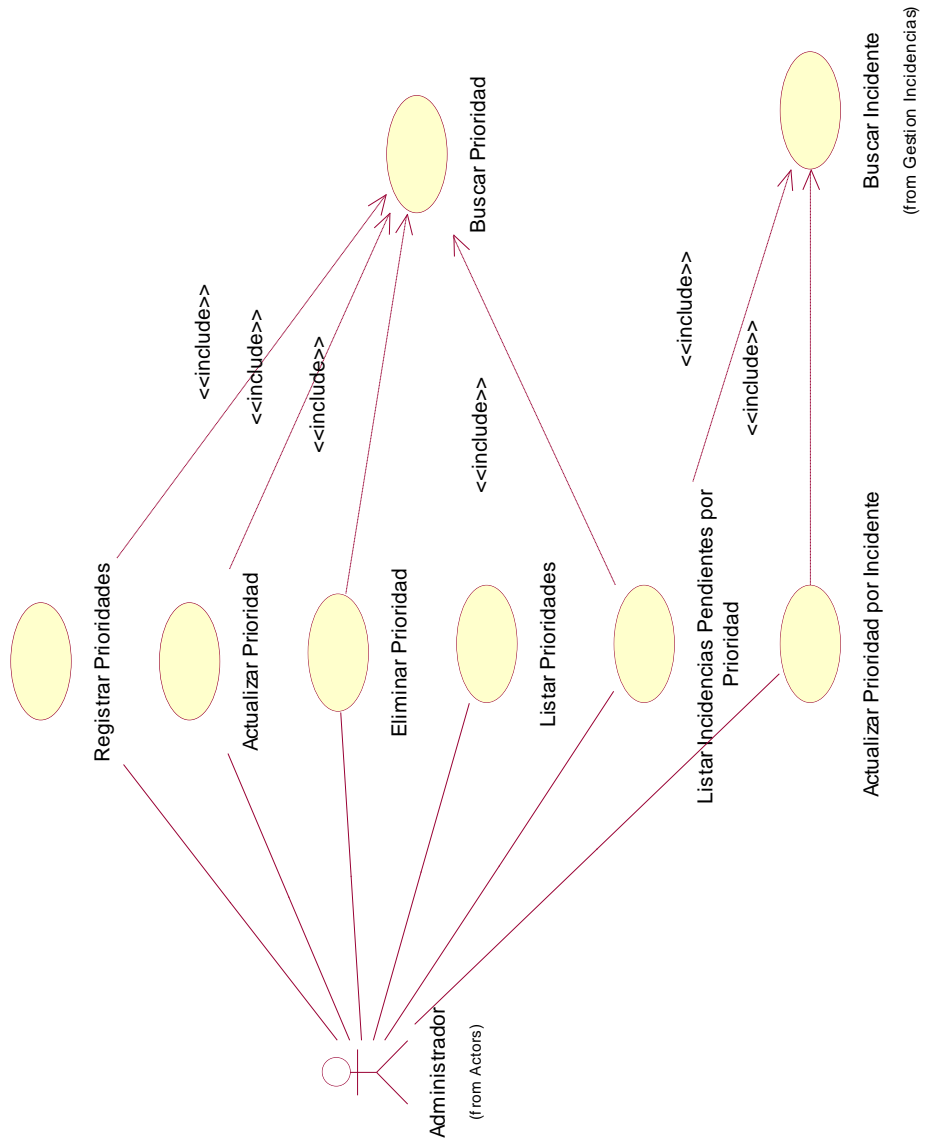 Registrar Prioridades
Actualizar Prioridad
Eliminar Prioridad
Listar Prioridades
Listar Incidencias Pendientes por
Prioridad
Actualizar Prioridad por Incidente
Administrador
(from Actors)
<<include>>
<<include>>
<<include>>
<<include>>
<<include>>
<<include>>
Buscar Prioridad
Buscar Incidente
(from Gestion Incidencias)